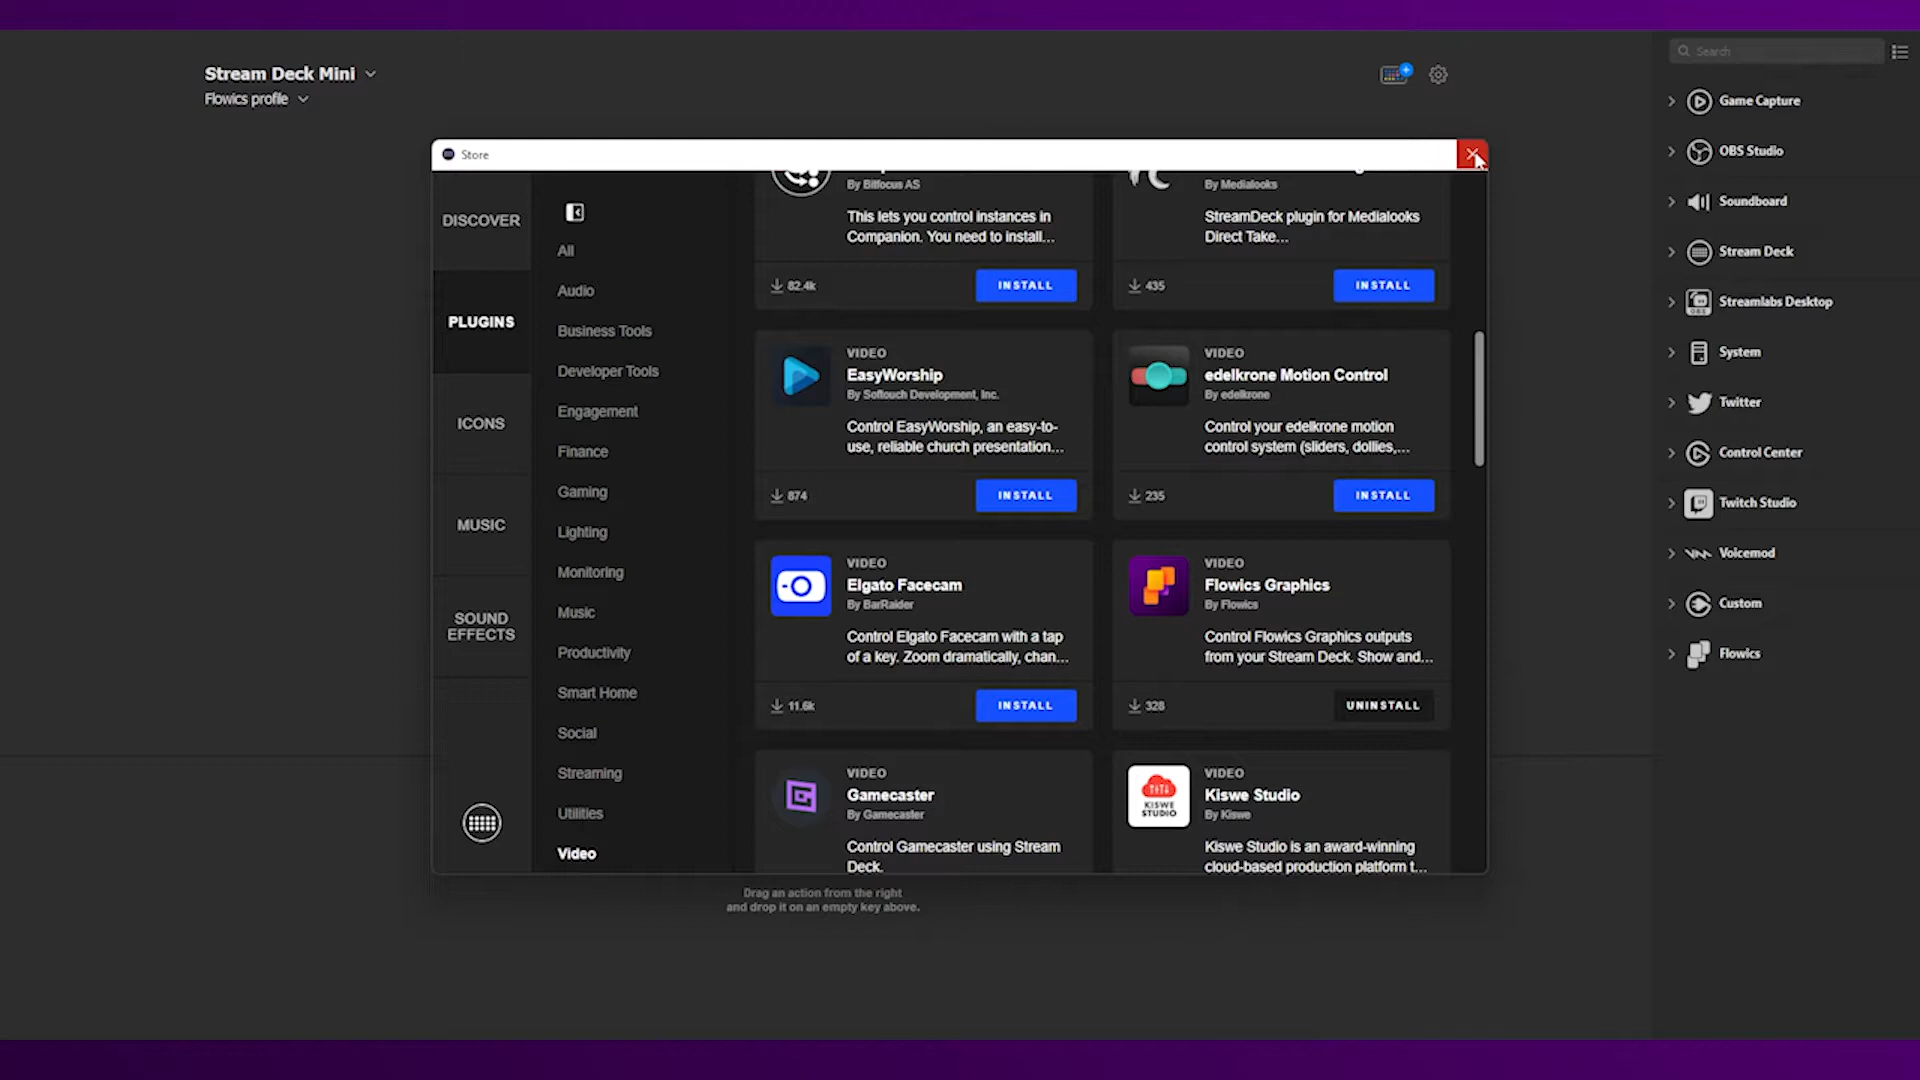 Stream Deck Mini
Flowics profile
Search
Game Capture
OBS Studio
Soundboard
Stream Deck
Streamlabs Desktop
System
Twitter
Control Center
Twitch Studio
Voicemod
Custom
Flowics
Store
DISCOVER
PLUGINS
ICONS
MUSIC
SOUND
EFFECTS
All
Audio
Business Tools
Developer Tools
Engagement
Finance
Gaming
Lighting
Monitoring
Music
Productivity
Smart Home
Social
Streaming
Utilities
Video
By Bitfocus AS
This lets you control instances in
Companion. You need to install...
82.4k
INSTALL
By Medialooks
StreamDeck plugin for Medialooks
Direct Take...
435
INSTALL
VIDEO
EasyWorship
By Softouch Development, Inc.
Control EasyWorship, an easy-to-
use, reliable church presentation...
874
INSTALL
VIDEO
edelkrone Motion Control
By edelkrone
Control your edelkrone motion
control system (sliders, dollies,...
235
INSTALL
VIDEO
Elgato Facecam
By BarRaider
Control Elgato Facecam with a tap
of a key. Zoom dramatically, chan...
11.6k
INSTALL
VIDEO
Flowics Graphics
By Flowics
Control Flowics Graphics outputs
from your Stream Deck. Show and...
328
UNINSTALL
VIDEO
Gamecaster
By Gamecaster
Control Gamecaster using Stream
Deck.
KISWE
STUDIO
VIDEO
Kiswe Studio
By Kiswe
Kiswe Studio is an award-winning
cloud-based production platform t...
Drag an action from the right
and drop it on an empty key above.